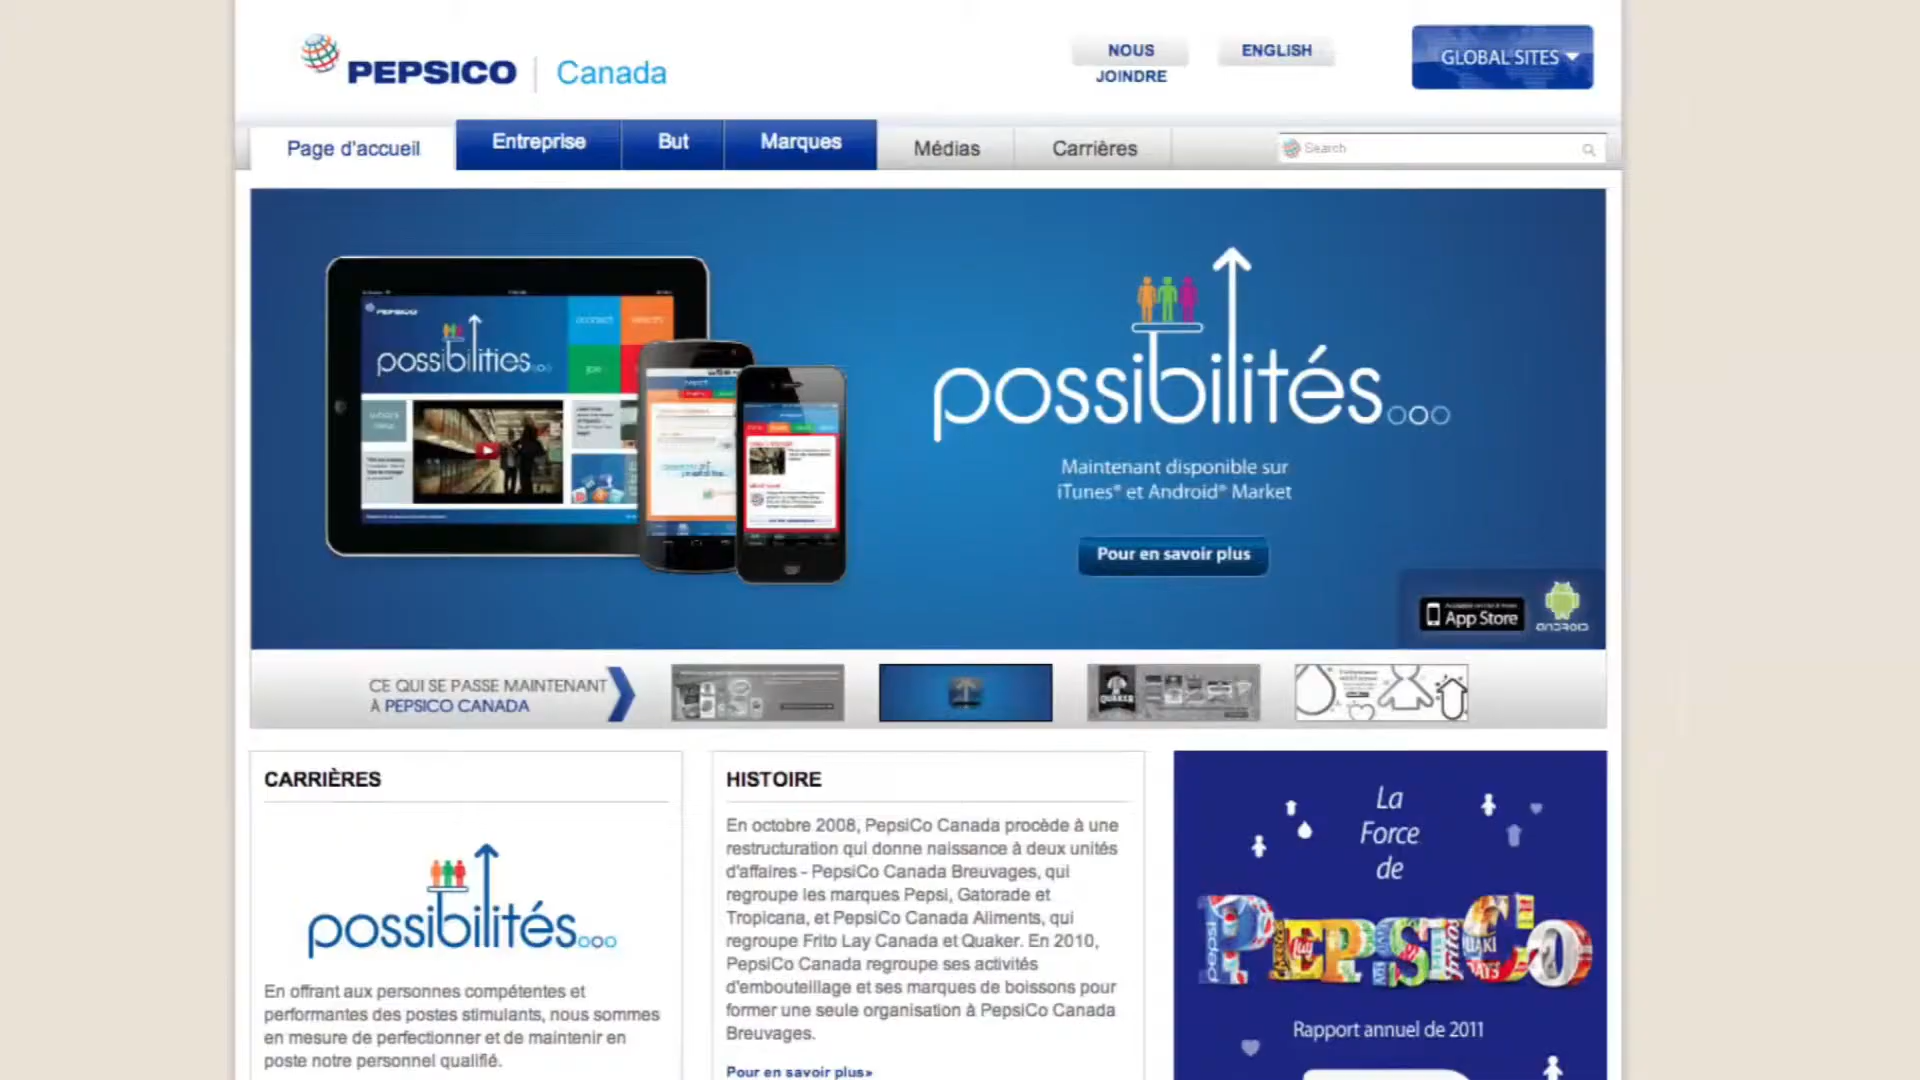 PEPSICO Canada
NOUS
JOINDRE
ENGLISH
GLOBAL SITES
Page d'accueil
Entreprise
But
Marques
Médias
Carrières
Search
PEPSICO
possibilities
possibilités
Maintenant disponible sur
iTunes® et Android® Market
Pour en savoir plus
App Store
ANDROID
CE QUI SE PASSE MAINTENANT
À PEPSICO CANADA
QUAKER
CARRIÈRES
possibilités
En offrant aux personnes compétentes et
performantes des postes stimulants, nous sommes
en mesure de perfectionner et de maintenir en
poste notre personnel qualifié.
HISTOIRE
En octobre 2008, PepsiCo Canada procède à une
restructuration qui donne naissance à deux unités
d'affaires - PepsiCo Canada Breuvages, qui
regroupe les marques Pepsi, Gatorade et
Tropicana, et PepsiCo Canada Aliments, qui
regroupe Frito Lay Canada et Quaker. En 2010,
PepsiCo Canada regroupe ses activités
d'embouteillage et ses marques de boissons pour
former une seule organisation à PepsiCo Canada
Breuvages.
Pour en savoir plus»
La
Force
de
PEPSICo
Rapport annuel de 2011